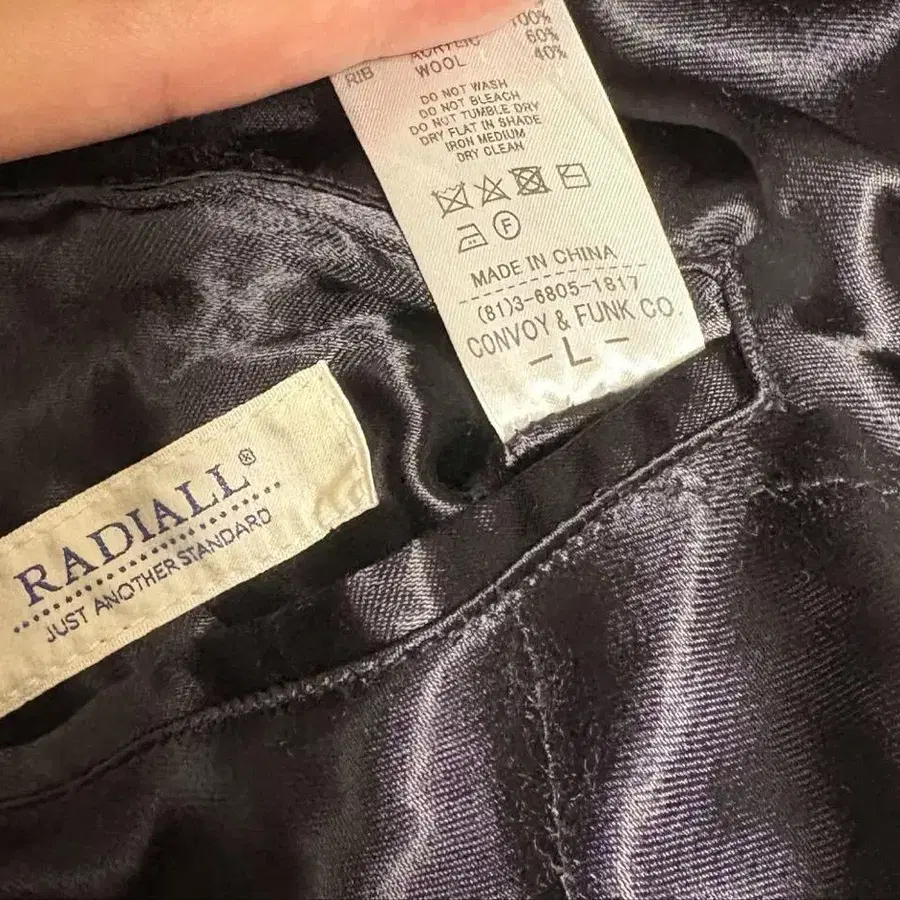 100%
ACRYLIC 60%
RIB WOOL 40%
DO NOT WASH
DO NOT BLEACH
DO NOT TUMBLE DRY
DRY FLAT IN SHADE
IRON MEDIUM
DRY CLEAN
F
MADE IN CHINA
(81)3-6805-1817
CONVOY & FUNK CO.
-L-
RADIALL®
JUST ANOTHER STANDARD